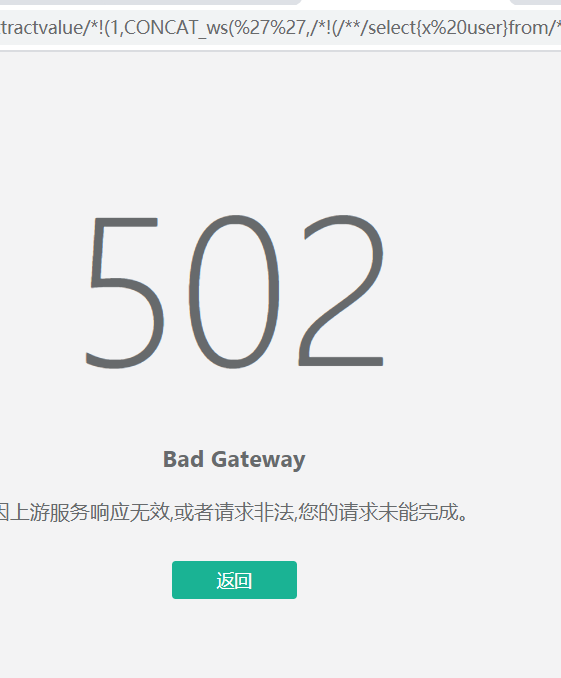 tractvalue/*!(1,CONCAT_ws(%27%27,/*!(/**/select{x%20user}from/*
502
Bad Gateway
因上游服务响应无效,或者请求非法,您的请求未能完成。
返回